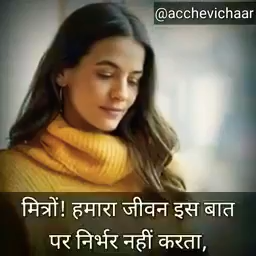 @acchevichaar
मित्रों! हमारा जीवन इस बात
पर निर्भर नहीं करता,